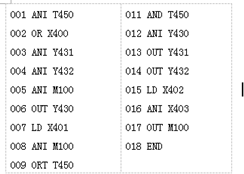 001 ANI T450
002 OR X400
003 ANI Y431
004 ANI Y432
005 ANI M100
006 OUT Y430
007 LD X401
008 ANI M100
009 ORT T450
011 AND T450
012 ANI Y430
013 OUT Y431
014 OUT Y432
015 LD X402
016 ANI X403
017 OUT M100
018 END